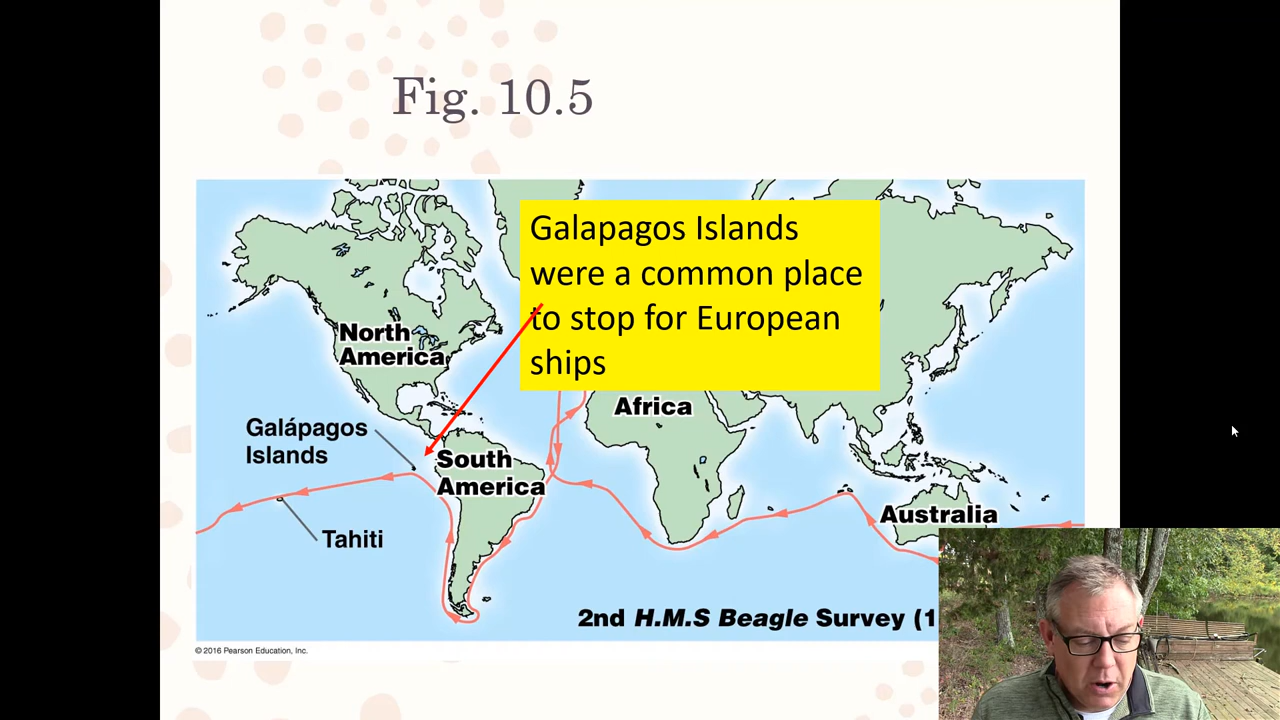 Fig. 10.5
Galapagos Islands
were a common place
to stop for European
ships
North
America
Africa
Galápagos
Islands
South
America
Australia
Tahiti
2nd H.M.S Beagle Survey (1
© 2016 Pearson Education, Inc.